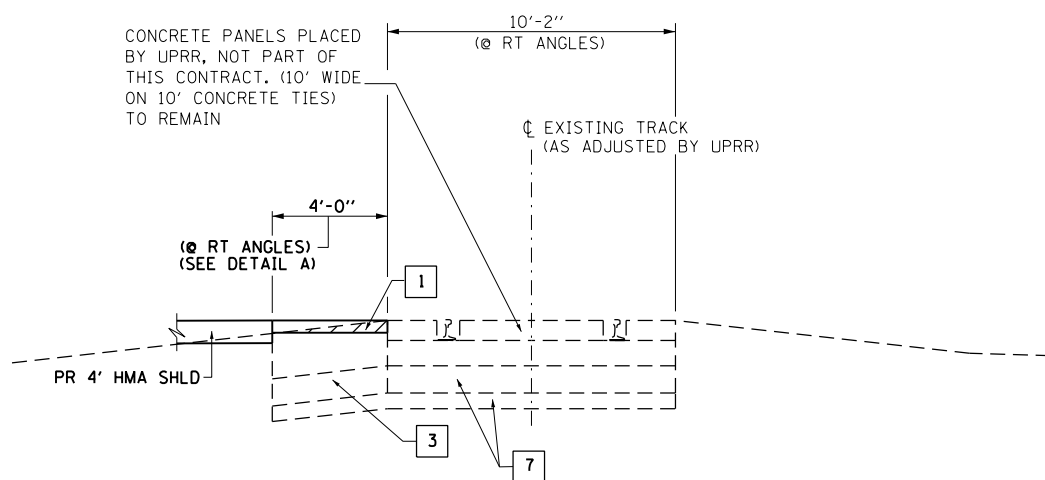 10'-2''
(@ RT ANGLES)
CONCRETE PANELS PLACED
BY UPRR, NOT PART OF
THIS CONTRACT. (10' WIDE
ON 10' CONCRETE TIES)
TO REMAIN
℄ EXISTING TRACK
(AS ADJUSTED BY UPRR)
4'-0''
(@ RT ANGLES)
(SEE DETAIL A)
1
PR 4' HMA SHLD
3
7